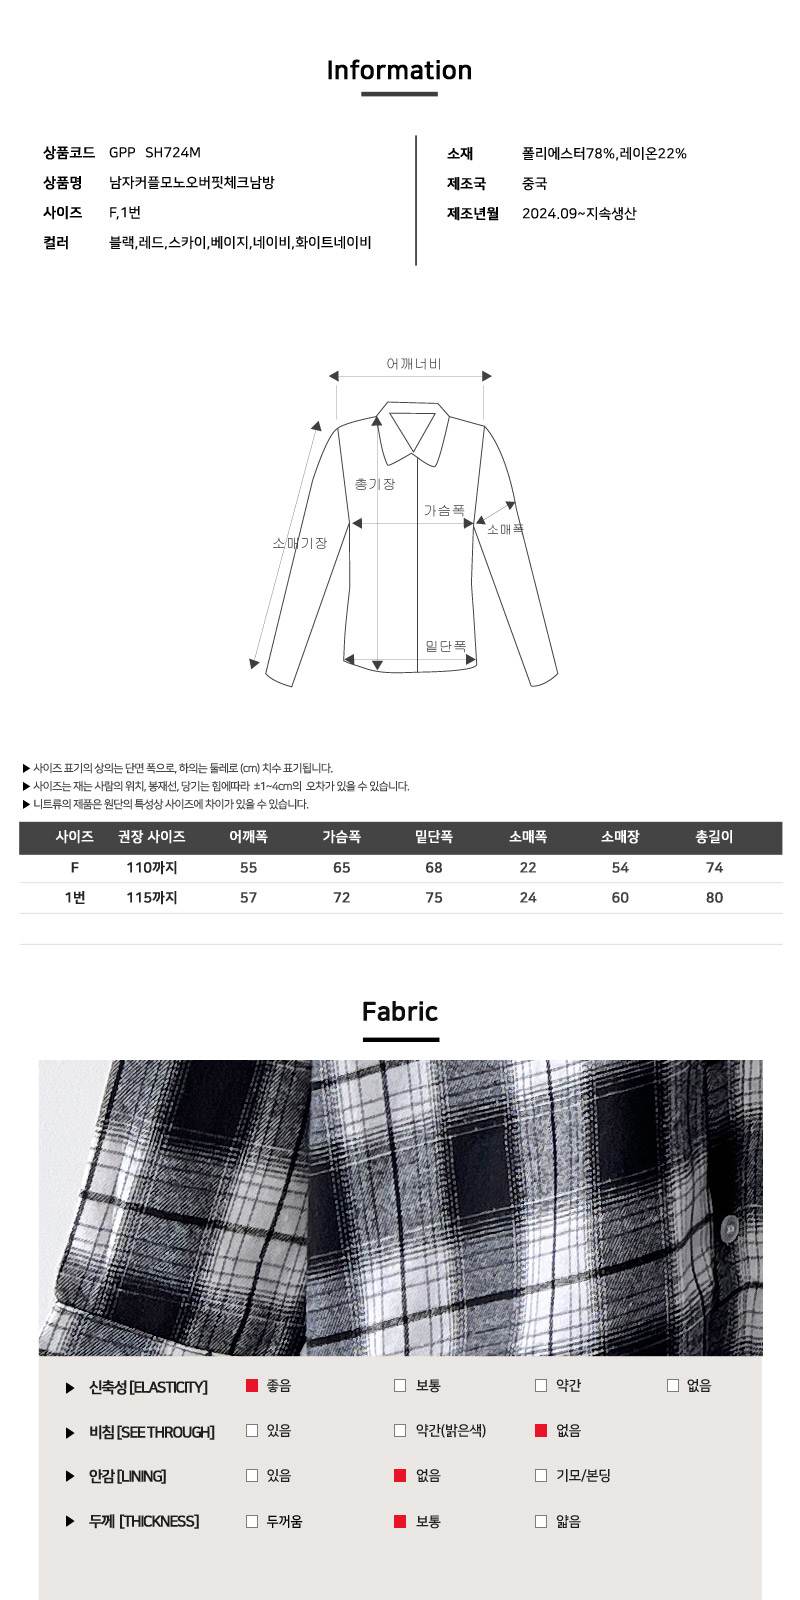 Information
상품코드 GPP SH724M
상품명 남자커플모노오버핏체크남방
사이즈 F,1번
컬러 블랙,레드,스카이,베이지,네이비,화이트네이비
소재 폴리에스터78%,레이온22%
제조국 중국
제조년월 2024.09~지속생산
어깨너비
총기장
가슴폭
소매폭
소매기장
밑단폭
▶ 사이즈 표기의 상의는 단면 폭으로, 하의는 둘레로 (cm) 치수 표기됩니다.
▶ 사이즈는 재는 사람의 위치, 봉재선, 당기는 힘에따라 ±1~4cm의 오차가 있을 수 있습니다.
▶ 니트류의 제품은 원단의 특성상 사이즈에 차이가 있을 수 있습니다.
사이즈 권장 사이즈 어깨폭 가슴폭 밑단폭 소매폭 소매장 총길이
F 110까지 55 65 68 22 54 74
1번 115까지 57 72 75 24 60 80
Fabric
▶ 신축성 [ELASTICITY] 좋음 보통 약간 없음
▶ 비침 [SEE THROUGH] 있음 약간(밝은색) 없음
▶ 안감 [LINING] 있음 없음 기모/본딩
▶ 두께 [THICKNESS] 두꺼움 보통 얇음